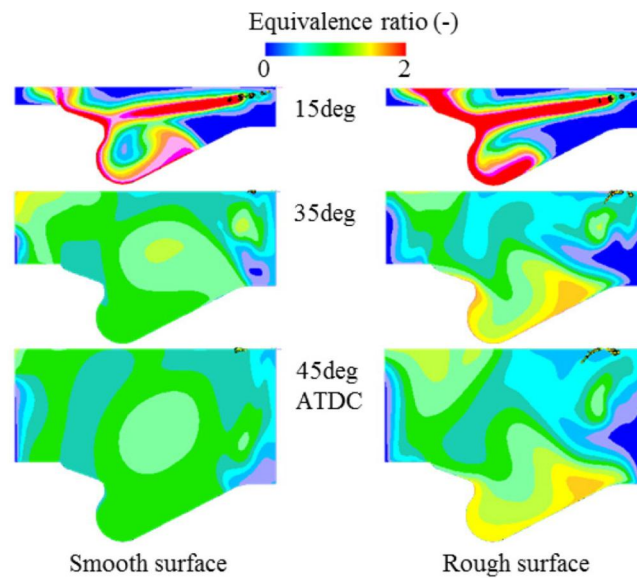 Equivalence ratio (-)
0 2
15deg
35deg
45deg
ATDC
Smooth surface Rough surface